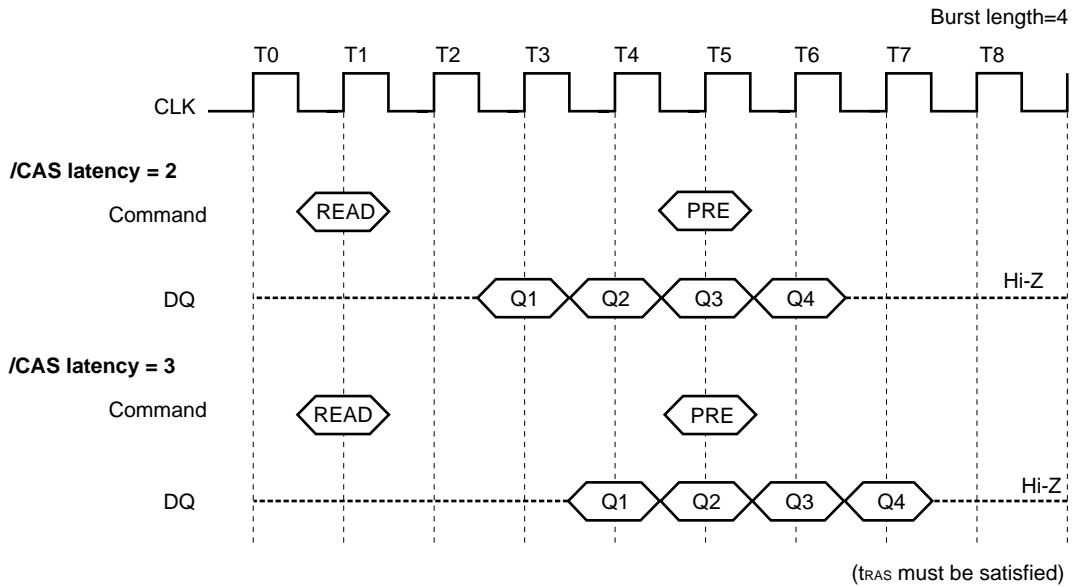 Burst length=4
T0 T1 T2 T3 T4 T5 T6 T7 T8
CLK
/CAS latency = 2
Command READ PRE
Hi-Z
DQ Q1 Q2 Q3 Q4
/CAS latency = 3
Command READ PRE
Hi-Z
DQ Q1 Q2 Q3 Q4
(tRAS must be satisfied)